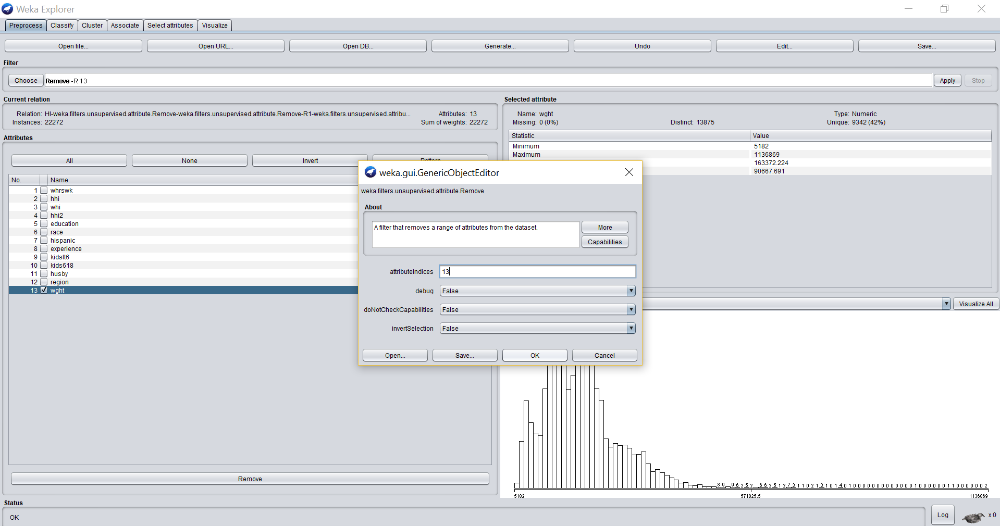 Weka Explorer
Preprocess Classify Cluster Associate Select attributes Visualize
Open file... Open URL... Open DB... Generate... Undo Edit... Save...
Filter
Choose Remove -R 13 Apply Stop
Current relation
Relation: HI-weka.filters.unsupervised.attribute.Remove-weka.filters.unsupervised.attribute.Remove-R1-weka.filters.unsupervised.attribu... Attributes: 13
Instances: 22272 Sum of weights: 22272
Selected attribute
Name: wght Type: Numeric
Missing: 0 (0%) Distinct: 13875 Unique: 9342 (42%)
Statistic Value
Minimum 5182
Maximum 1136869
163372.224
90667.691
Attributes
All None Invert
No. Name
1 whrswk
2 hhi
3 whi
4 hhi2
5 education
6 race
7 hispanic
8 experience
9 kidslt6
10 kids618
11 husby
12 region
13 wght
Remove
weka.gui.GenericObjectEditor
weka.filters.unsupervised.attribute.Remove
About
A filter that removes a range of attributes from the dataset.
More
Capabilities
attributeIndices 13
debug False
doNotCheckCapabilities False
invertSelection False
Open... Save... OK Cancel
Visualize All
5182 571025.5 1136869
Status
OK
Log x 0